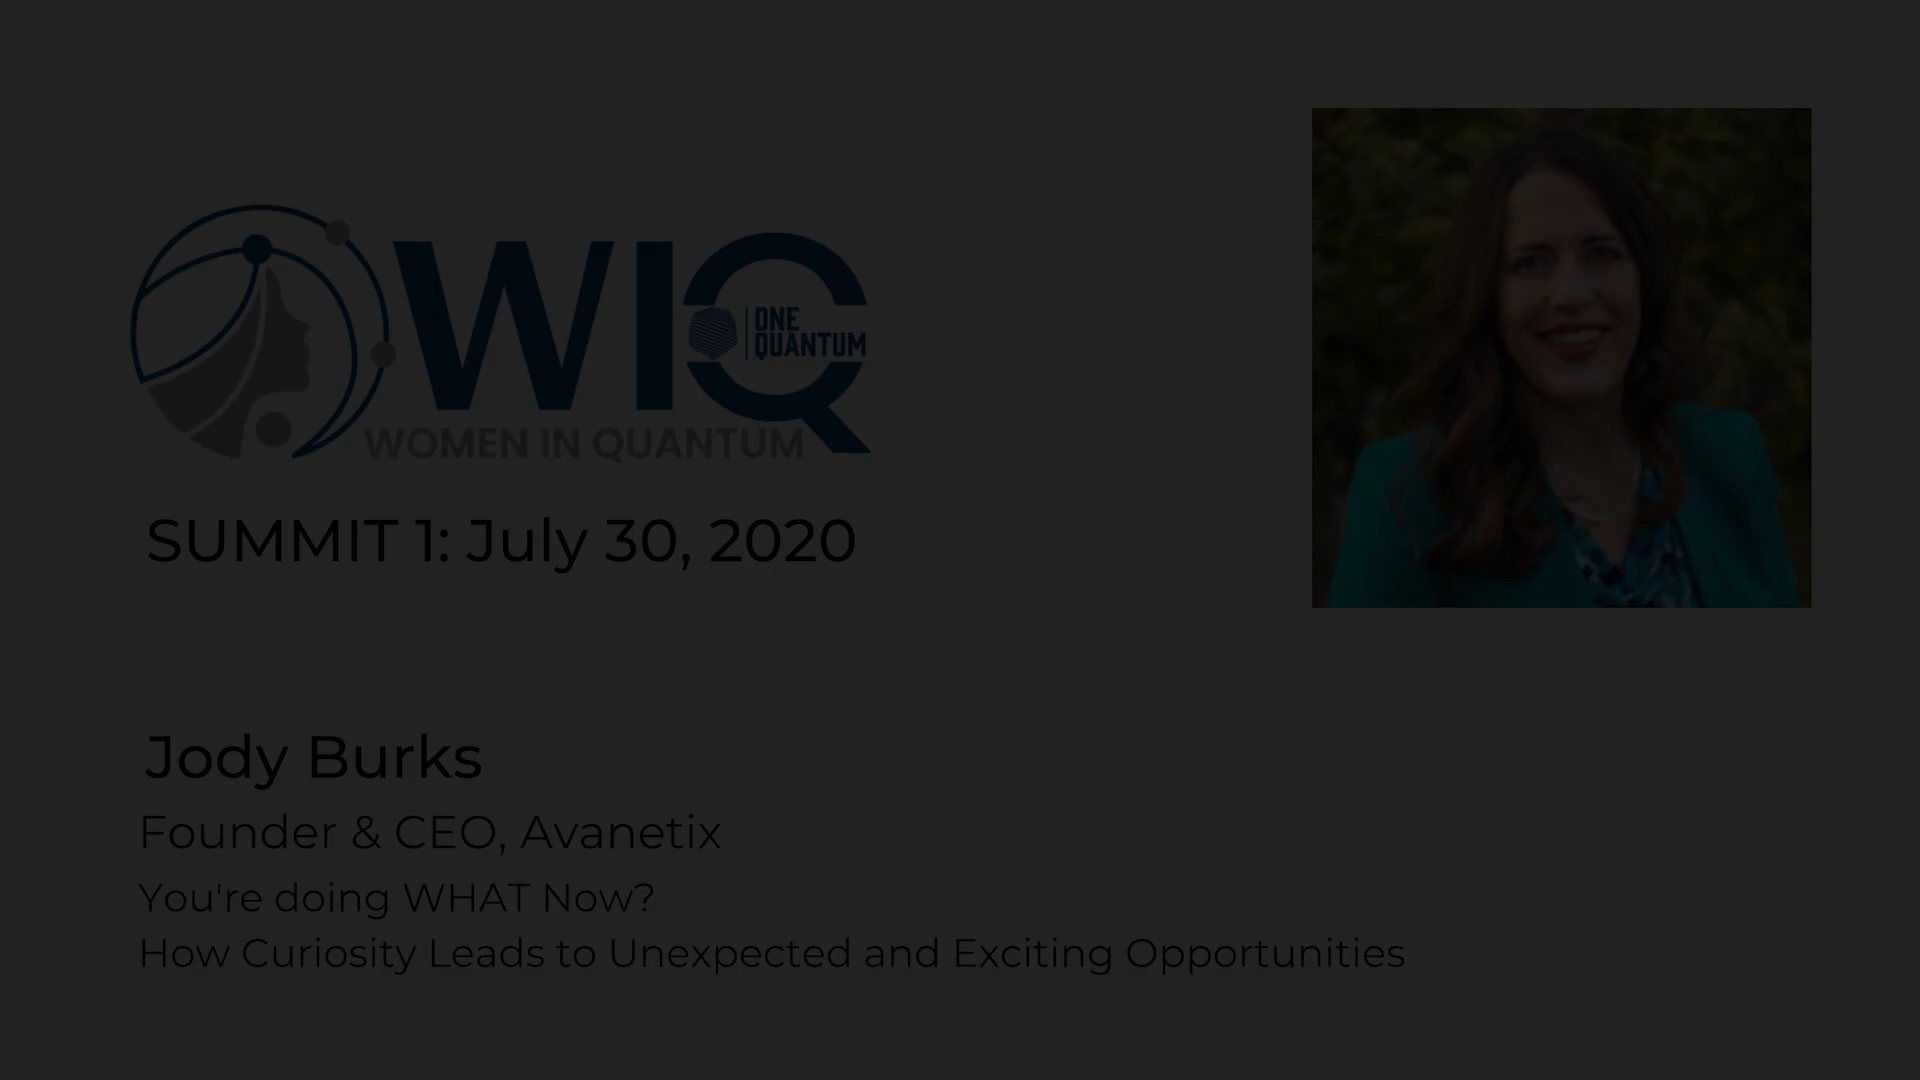 WIQ
ONE
QUANTUM
WOMEN IN QUANTUM
SUMMIT 1: July 30, 2020
Jody Burks
Founder & CEO, Avanetix
You're doing WHAT Now?
How Curiosity Leads to Unexpected and Exciting Opportunities